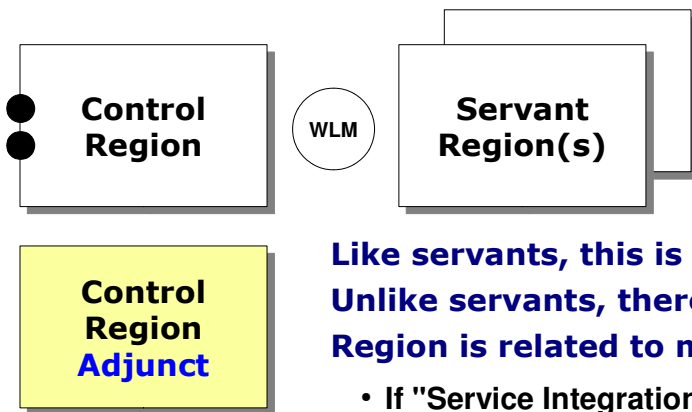 Control
Region
WLM
Servant
Region(s)
Control
Region
Adjunct
Like servants, this is
Unlike servants, there
Region is related to
• If "Service Integration